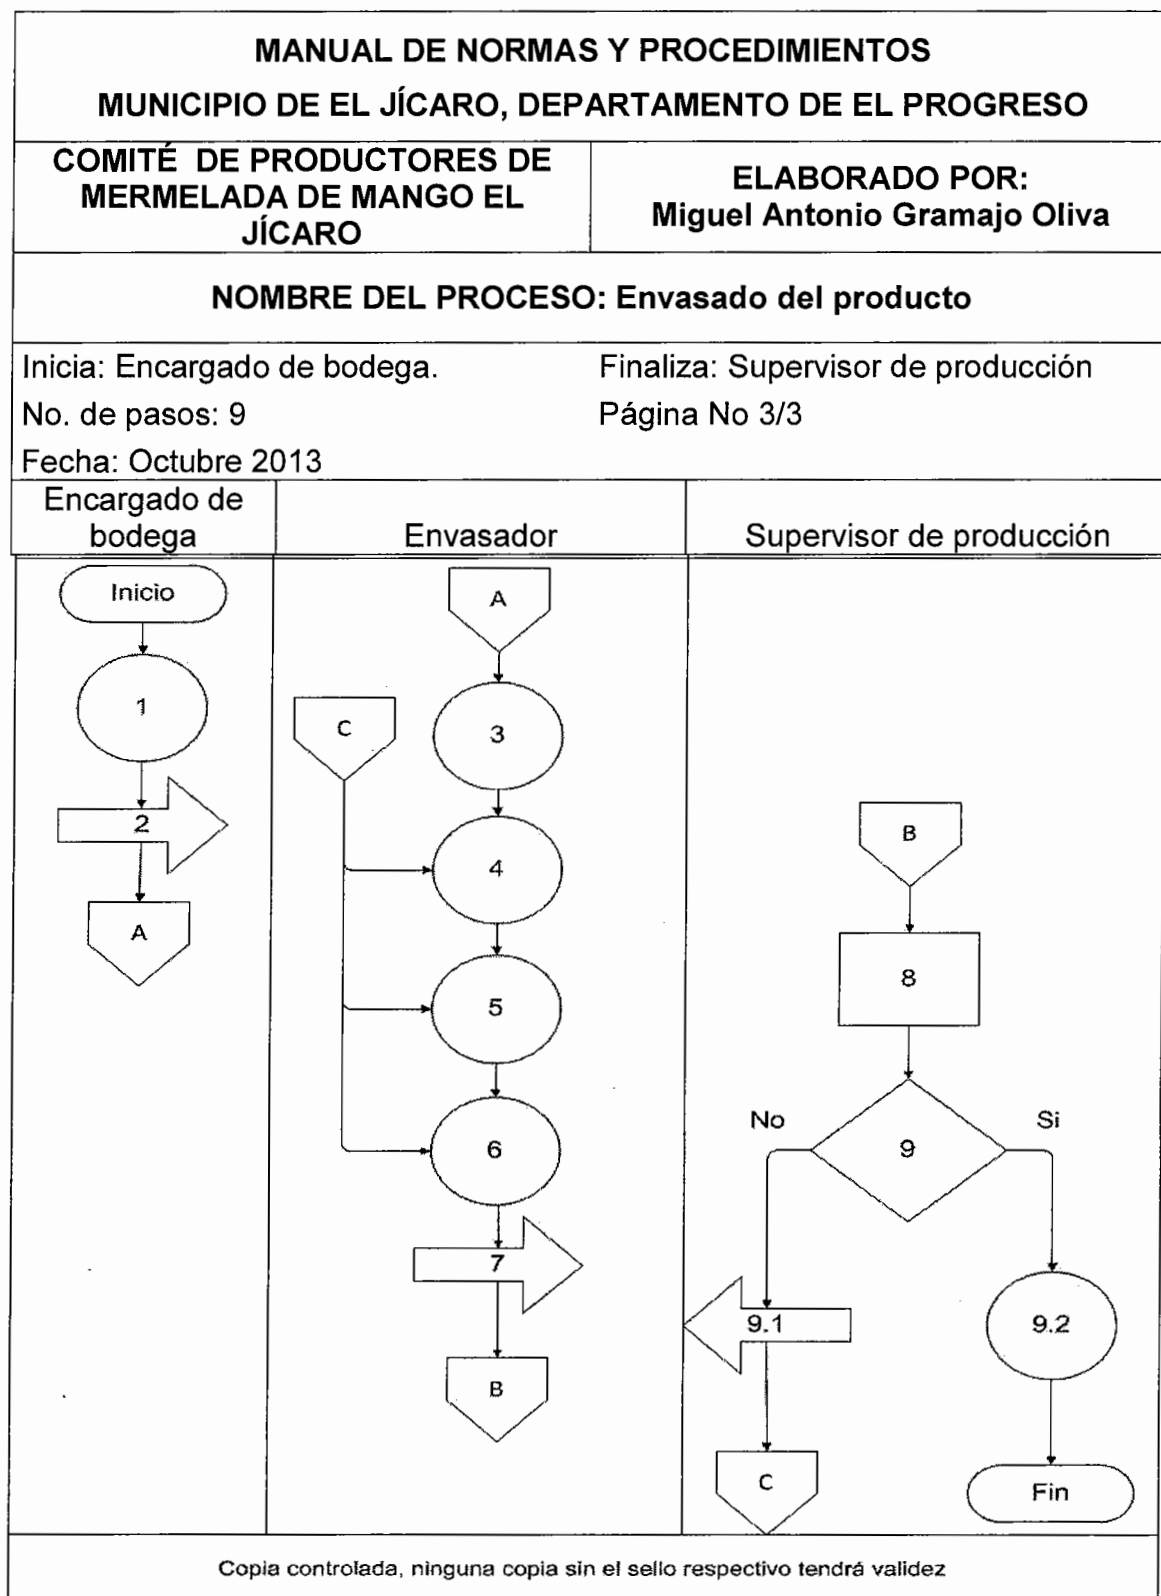 MANUAL DE NORMAS Y PROCEDIMIENTOS
MUNICIPIO DE EL JÍCARO, DEPARTAMENTO DE EL PROGRESO
COMITÉ DE PRODUCTORES DE
MERMELADA DE MANGO EL
JÍCARO
ELABORADO POR:
Miguel Antonio Gramajo Oliva
NOMBRE DEL PROCESO: Envasado del producto
Inicia: Encargado de bodega.
Finaliza: Supervisor de producción
No. de pasos: 9
Página No 3/3
Fecha: Octubre 2013
Encargado de
bodega
Envasador
Supervisor de producción
Inicio
1
2
A
A
C
3
4
5
6
7
B
B
8
9
No
Si
9.1
9.2
C
Fin
Copia controlada, ninguna copia sin el sello respectivo tendrá validez